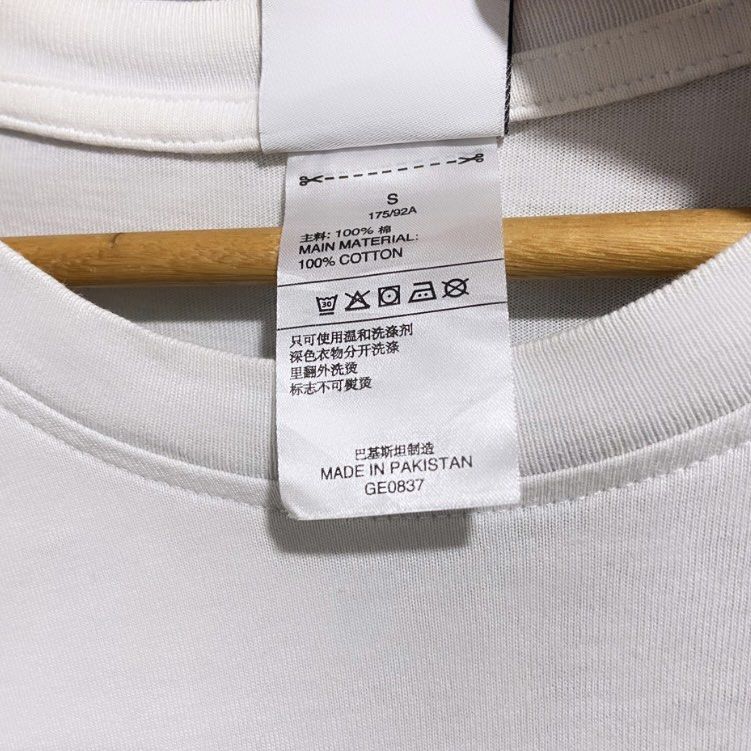 S
175/92A
主料: 100% 棉
MAIN MATERIAL:
100% COTTON
30
只可使用温和洗涤剂
深色衣物分开洗涤
里翻外洗烫
标志不可熨烫
巴基斯坦制造
MADE IN PAKISTAN
GE0837